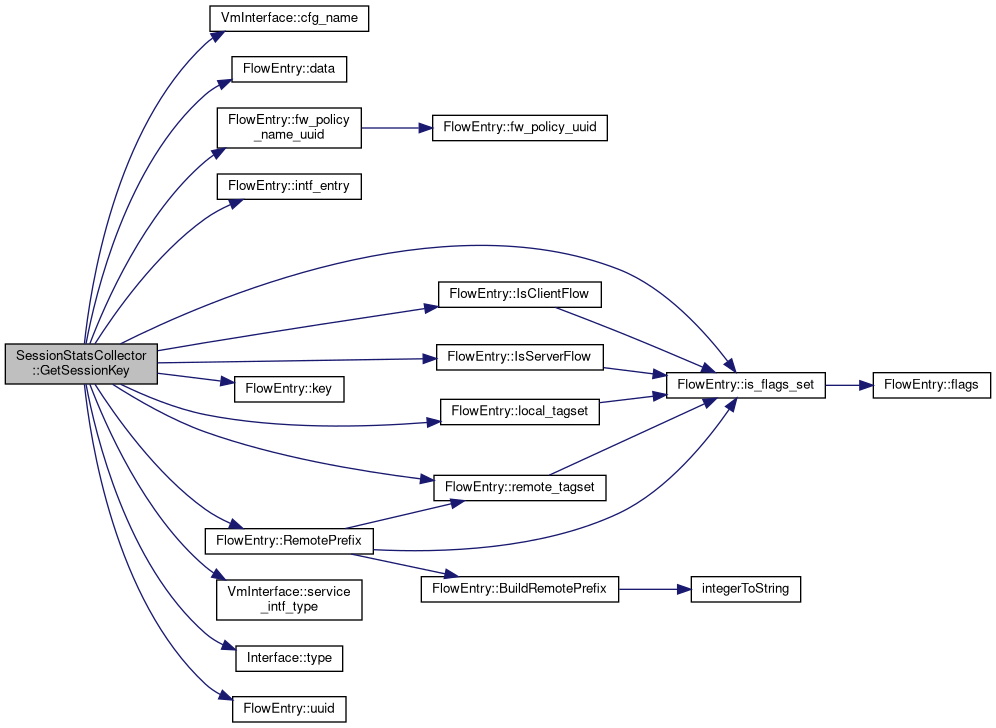 VmInterface::cfg_name
FlowEntry::data
FlowEntry::fw_policy
_name_uuid
FlowEntry::fw_policy_uuid
FlowEntry::intf_entry
FlowEntry::IsClientFlow
SessionStatsCollector
::GetSessionKey
FlowEntry::IsServerFlow
FlowEntry::key
FlowEntry::is_flags_set
FlowEntry::flags
FlowEntry::local_tagset
FlowEntry::remote_tagset
FlowEntry::RemotePrefix
FlowEntry::BuildRemotePrefix
integerToString
VmInterface::service
_intf_type
Interface::type
FlowEntry::uuid